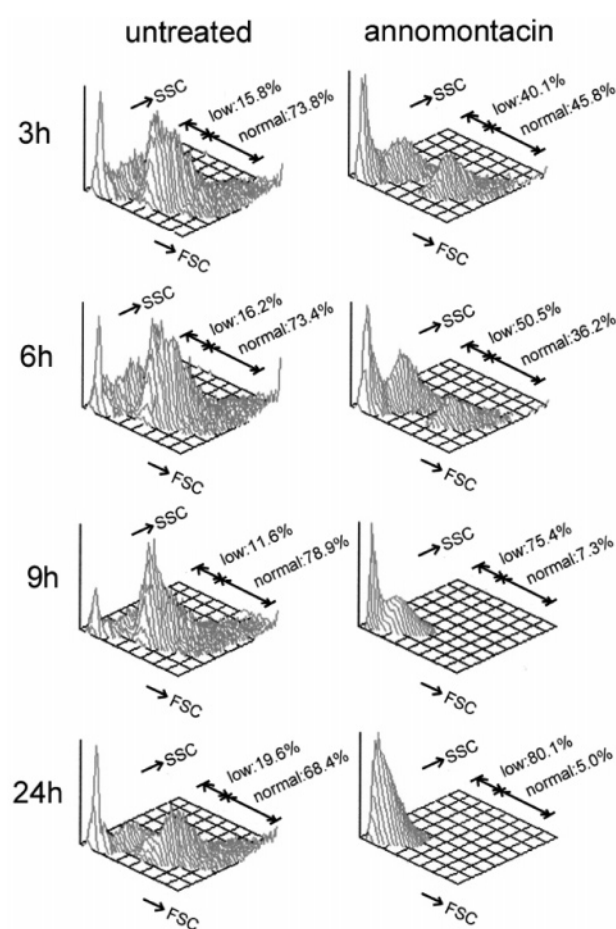 untreated annomontacin
3h
SSC low:15.8% normal:73.8%
FSC
SSC low:40.1% normal:45.8%
FSC
6h
SSC low:16.2% normal:73.4%
FSC
SSC low:50.5% normal:36.2%
FSC
9h
SSC low:11.6% normal:78.9%
FSC
SSC low:75.4% normal:7.3%
FSC
24h
SSC low:19.6% normal:68.4%
FSC
SSC low:80.1% normal:5.0%
FSC